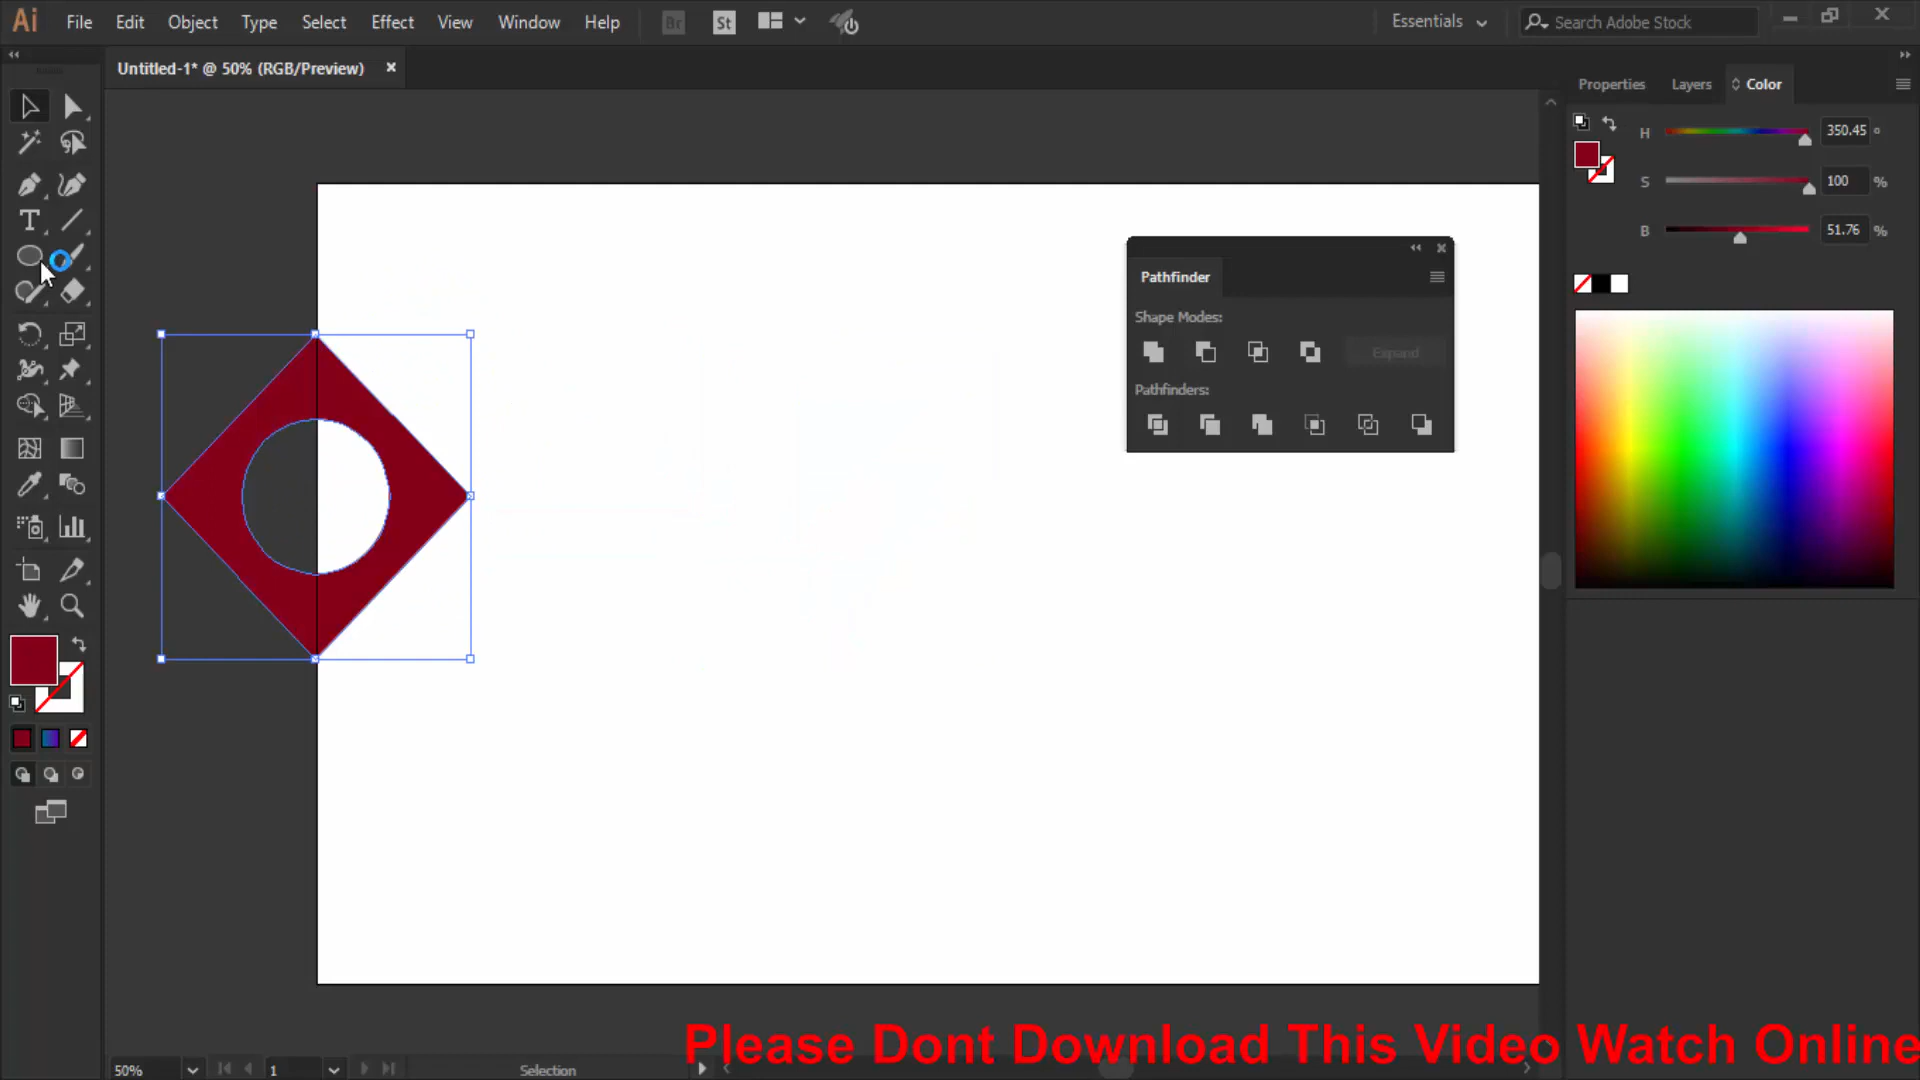 Ai File Edit Object Type Select Effect View Window Help Br St Essentials Search Adobe Stock
Untitled-1* @ 50% (RGB/Preview)
Properties Layers Color
H 350.45 °
S 100 %
B 51.76 %
T
Pathfinder
Shape Modes:
Expand
Pathfinders:
50% 1 Selection
Please Dont Download This Video Watch Online